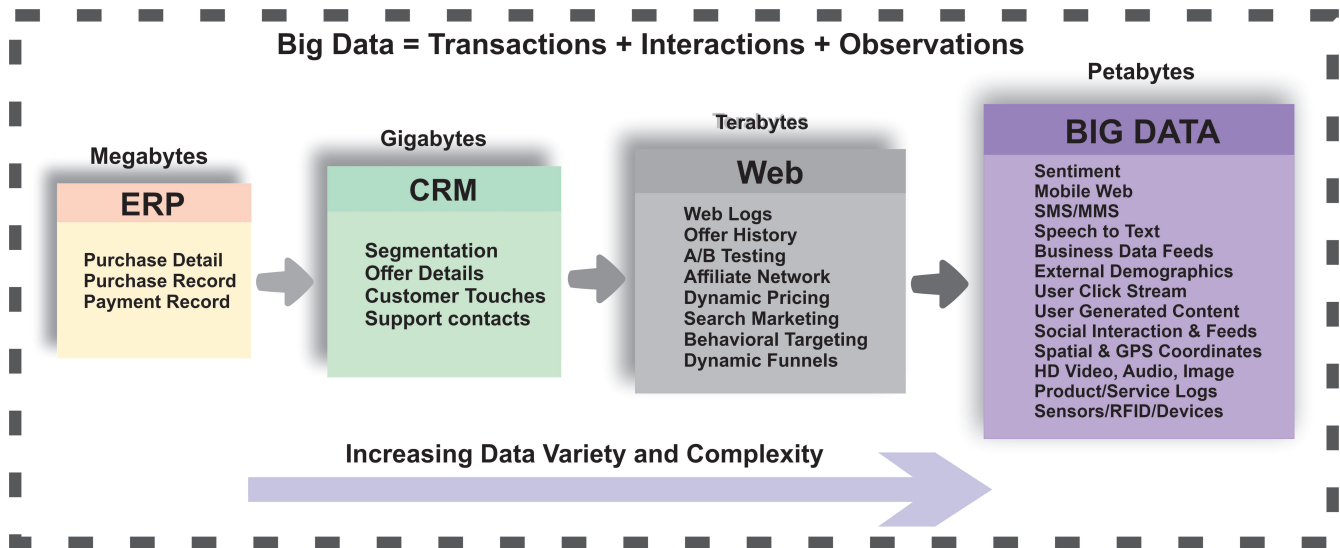 Big Data = Transactions + Interactions + Observations
Megabytes
ERP
Purchase Detail
Purchase Record
Payment Record
Gigabytes
CRM
Segmentation
Offer Details
Customer Touches
Support contacts
Terabytes
Web
Web Logs
Offer History
A/B Testing
Affiliate Network
Dynamic Pricing
Search Marketing
Behavioral Targeting
Dynamic Funnels
Petabytes
BIG DATA
Sentiment
Mobile Web
SMS/MMS
Speech to Text
Business Data Feeds
External Demographics
User Click Stream
User Generated Content
Social Interaction & Feeds
Spatial & GPS Coordinates
HD Video, Audio, Image
Product/Service Logs
Sensors/RFID/Devices
Increasing Data Variety and Complexity